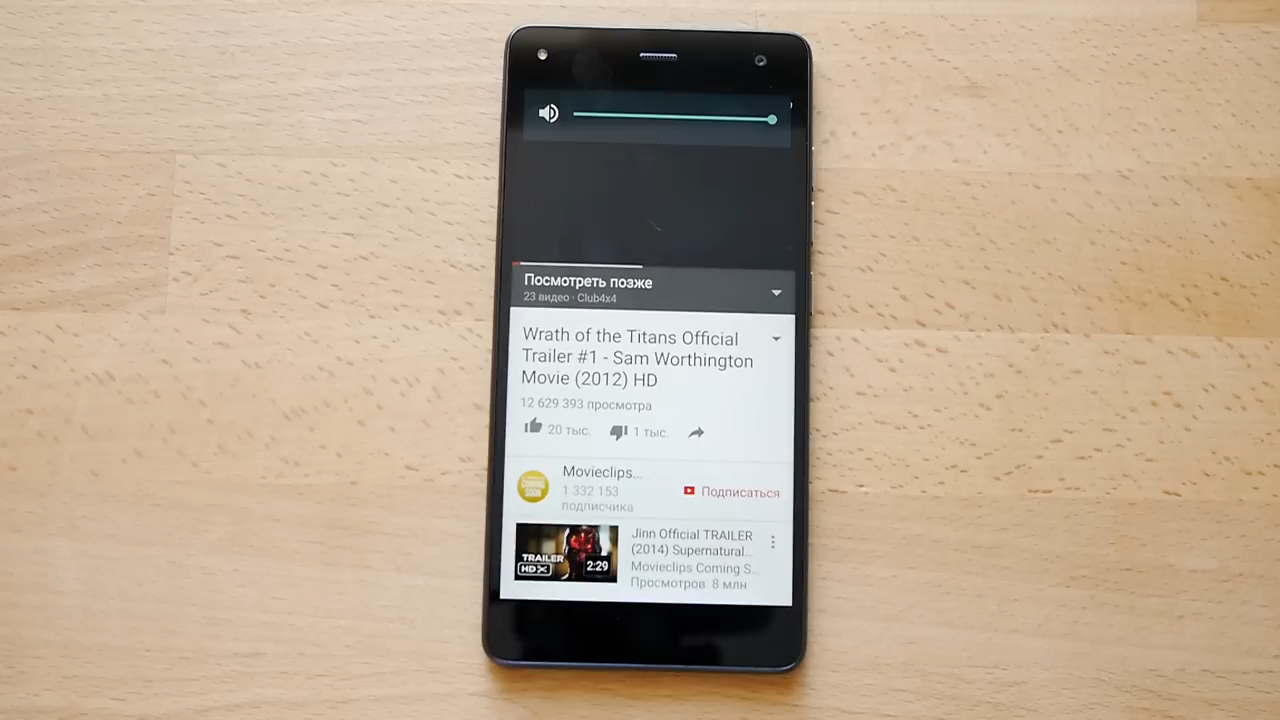 Посмотреть позже
23 видео · Club4x4
Wrath of the Titans Official
Trailer #1 - Sam Worthington
Movie (2012) HD
12 629 393 просмотра
20 тыс.
1 тыс.
Movieclips...
1 332 153
подписчика
Подписаться
COMING
SOON
TRAILER
HD
2:29
Jinn Official TRAILER
(2014) Supernatural...
Movieclips Coming S...
Просмотров: 8 млн